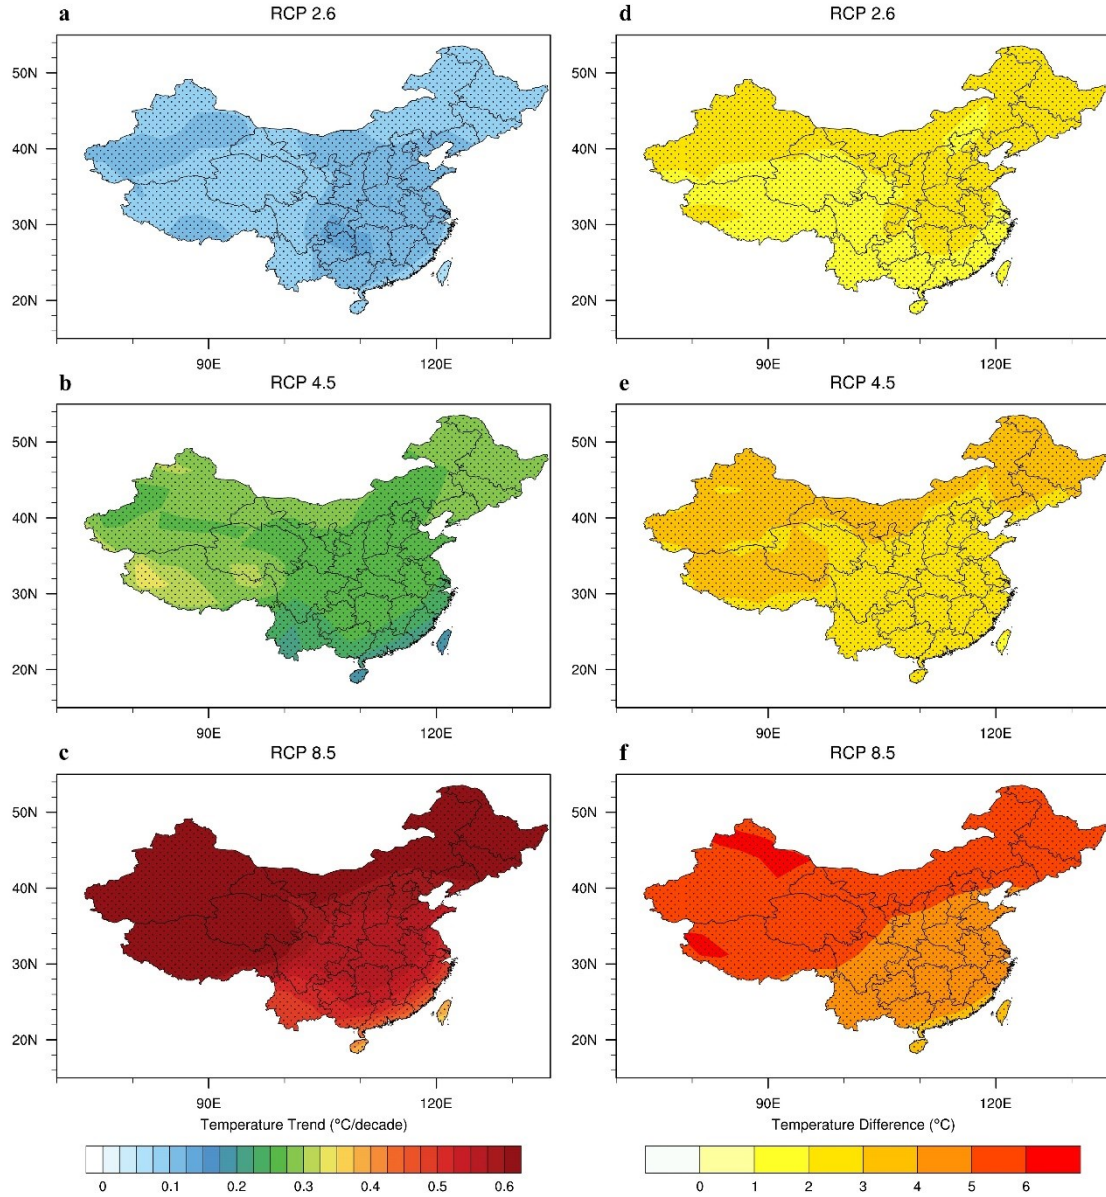 a RCP 2.6
50N
40N
30N
20N
90E 120E
d RCP 2.6
50N
40N
30N
20N
90E 120E
b RCP 4.5
50N
40N
30N
20N
90E 120E
e RCP 4.5
50N
40N
30N
20N
90E 120E
c RCP 8.5
50N
40N
30N
20N
90E 120E
Temperature Trend (°C/decade)
0 0.1 0.2 0.3 0.4 0.5 0.6
f RCP 8.5
50N
40N
30N
20N
90E 120E
Temperature Difference (°C)
0 1 2 3 4 5 6